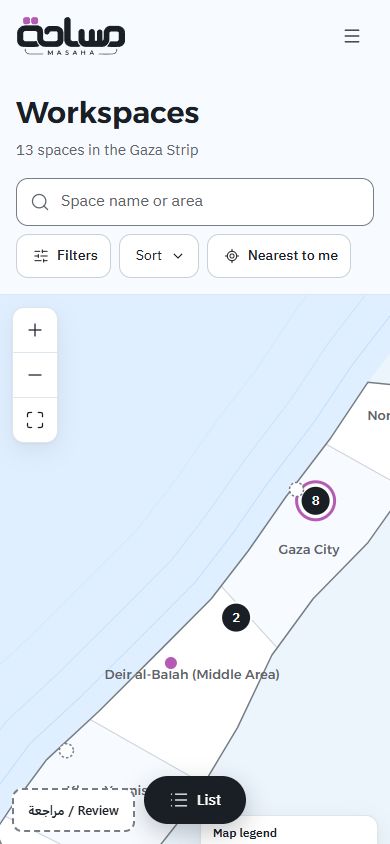 مساحة
MASAHA
Workspaces
13 spaces in the Gaza Strip
Space name or area
Filters
Sort
Nearest to me
Nor
8
Gaza City
2
Deir al-Balah (Middle Area)
مراجعة / Review
List
Map legend